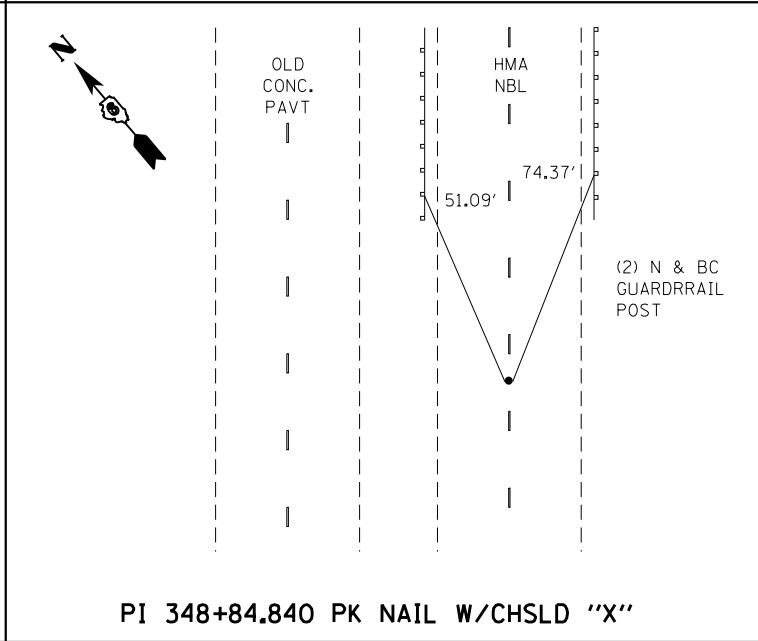 N
OLD
CONC.
PAVT
HMA
NBL
74.37'
51.09'
(2) N & BC
GUARDRRAIL
POST
PI 348+84.840 PK NAIL W/CHSLD "X"